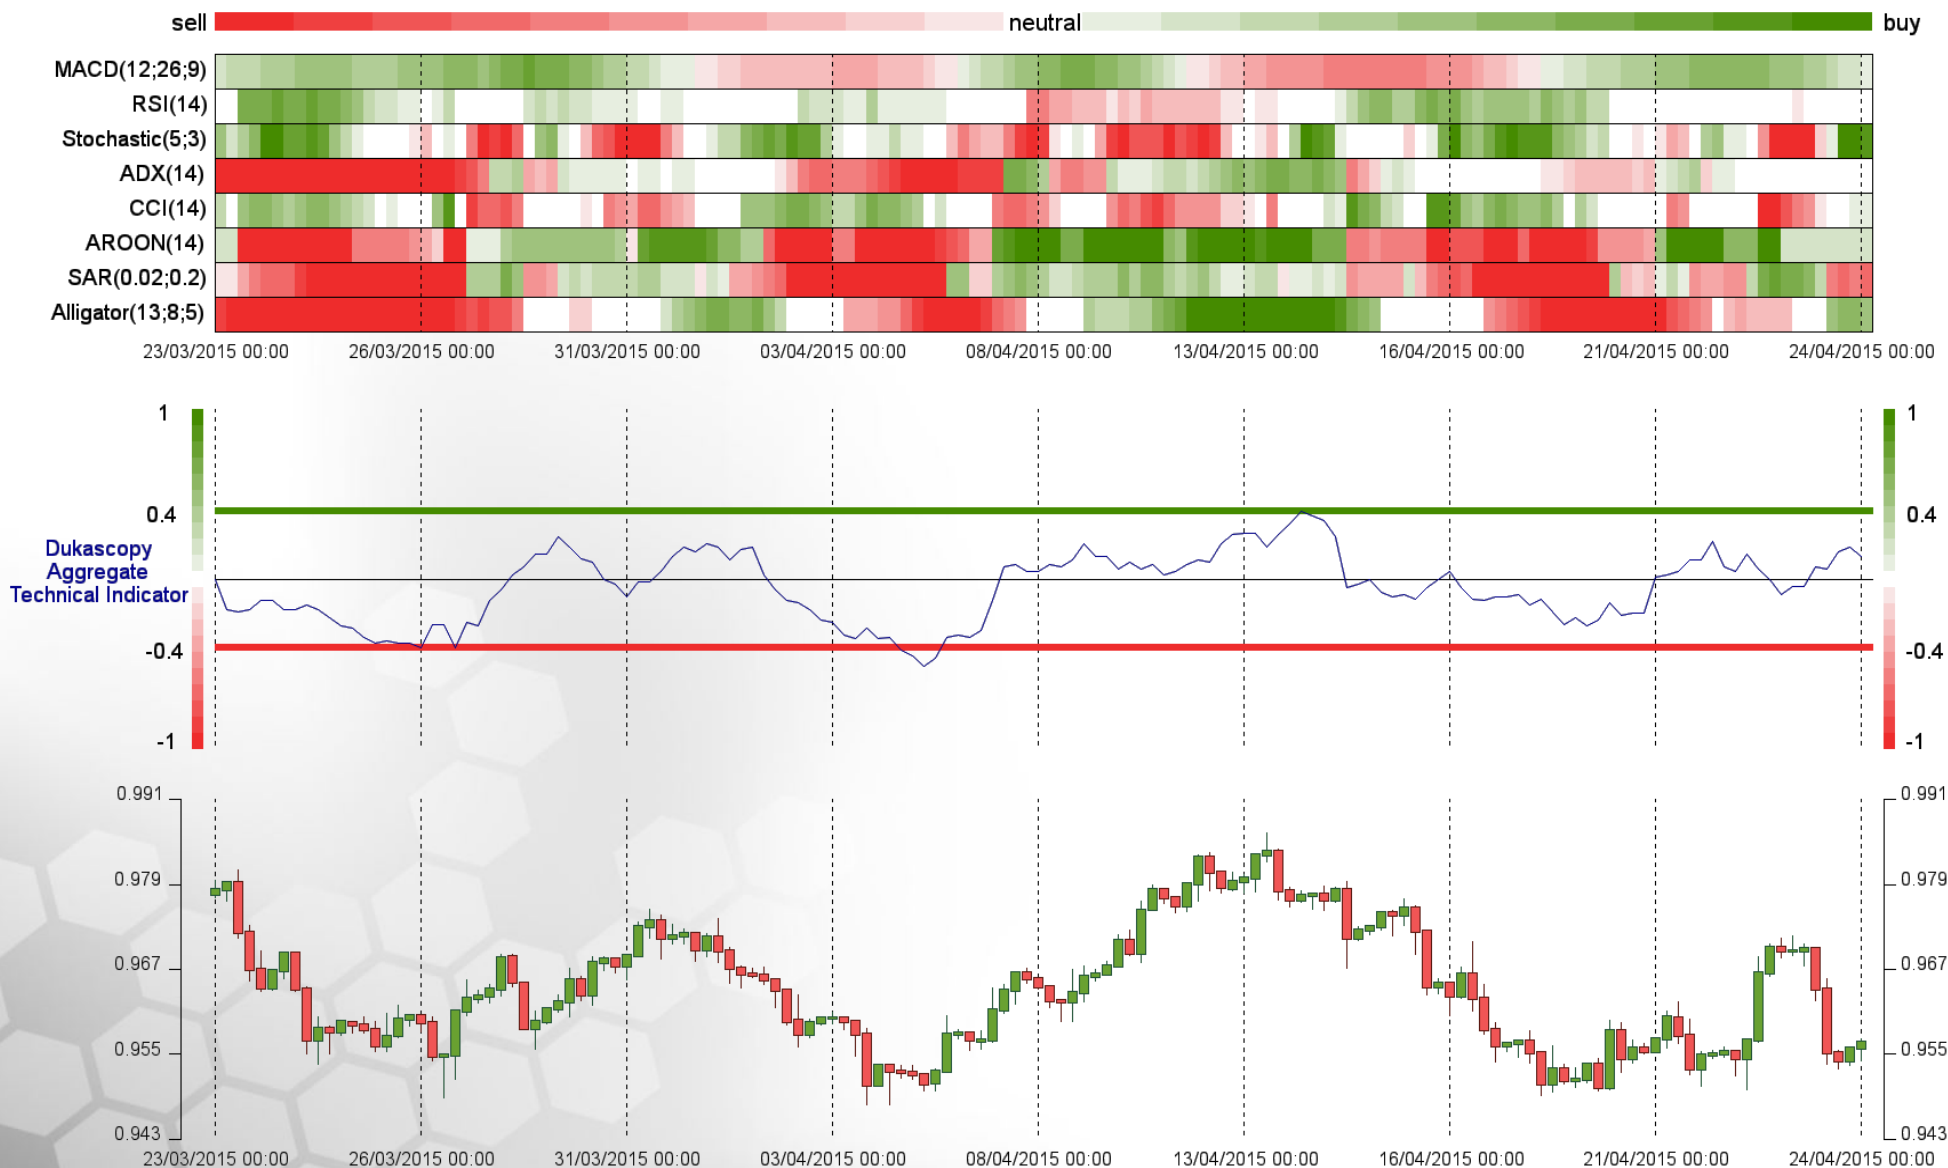 sell neutral buy
MACD(12;26;9)
RSI(14)
Stochastic(5;3)
ADX(14)
CCI(14)
AROON(14)
SAR(0.02;0.2)
Alligator(13;8;5)
23/03/2015 00:00 26/03/2015 00:00 31/03/2015 00:00 03/04/2015 00:00 08/04/2015 00:00 13/04/2015 00:00 16/04/2015 00:00 21/04/2015 00:00 24/04/2015 00:00
1 1
0.4 0.4
Dukascopy
Aggregate
Technical Indicator
-0.4 -0.4
-1 -1
0.991 0.991
0.979 0.979
0.967 0.967
0.955 0.955
0.943 0.943
23/03/2015 00:00 26/03/2015 00:00 31/03/2015 00:00 03/04/2015 00:00 08/04/2015 00:00 13/04/2015 00:00 16/04/2015 00:00 21/04/2015 00:00 24/04/2015 00:00